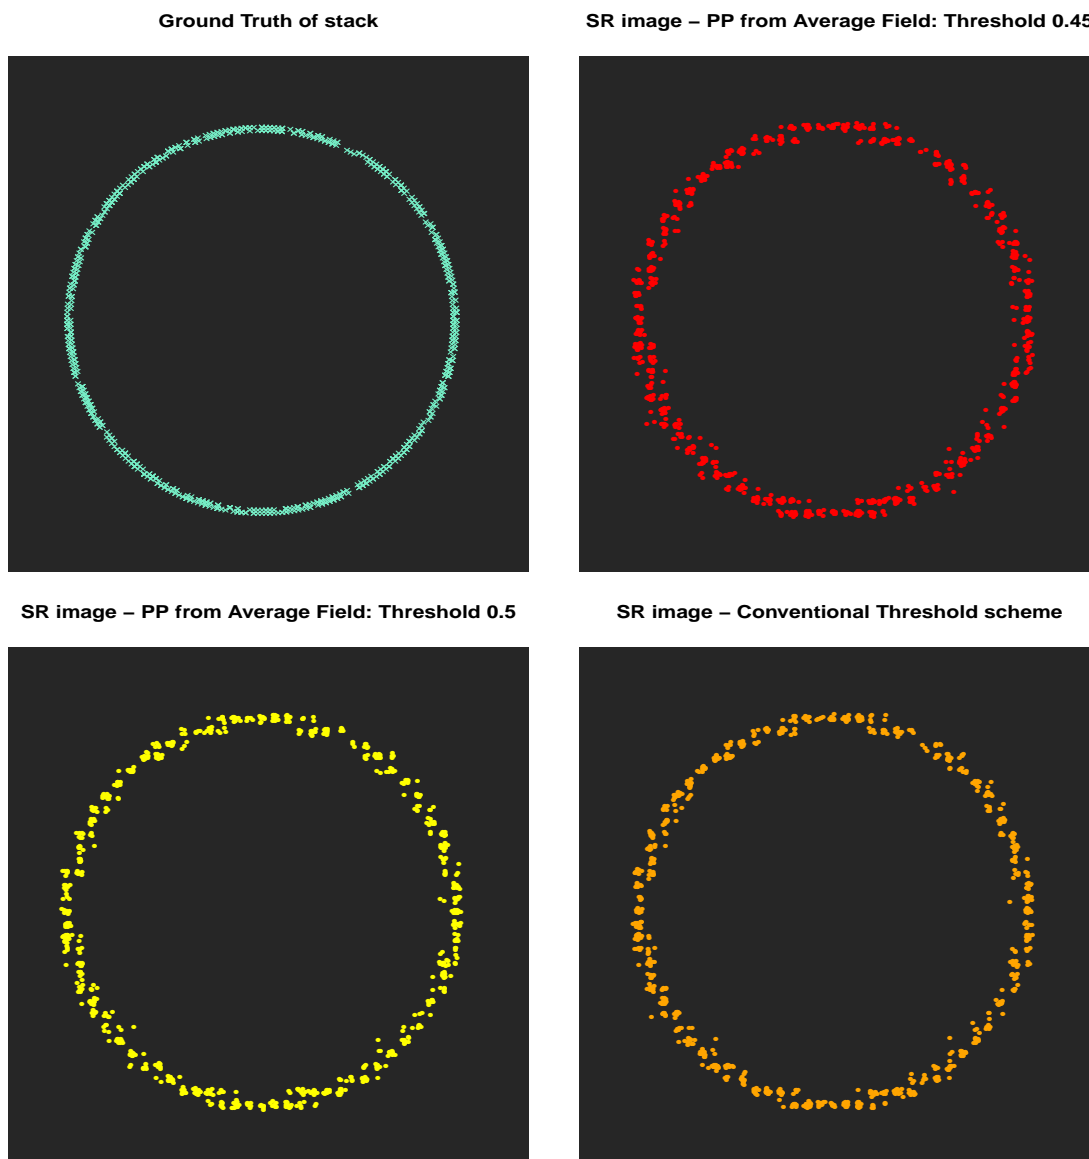 Ground Truth of stack
SR image – PP from Average Field: Threshold 0.45
SR image – PP from Average Field: Threshold 0.5
SR image – Conventional Threshold scheme